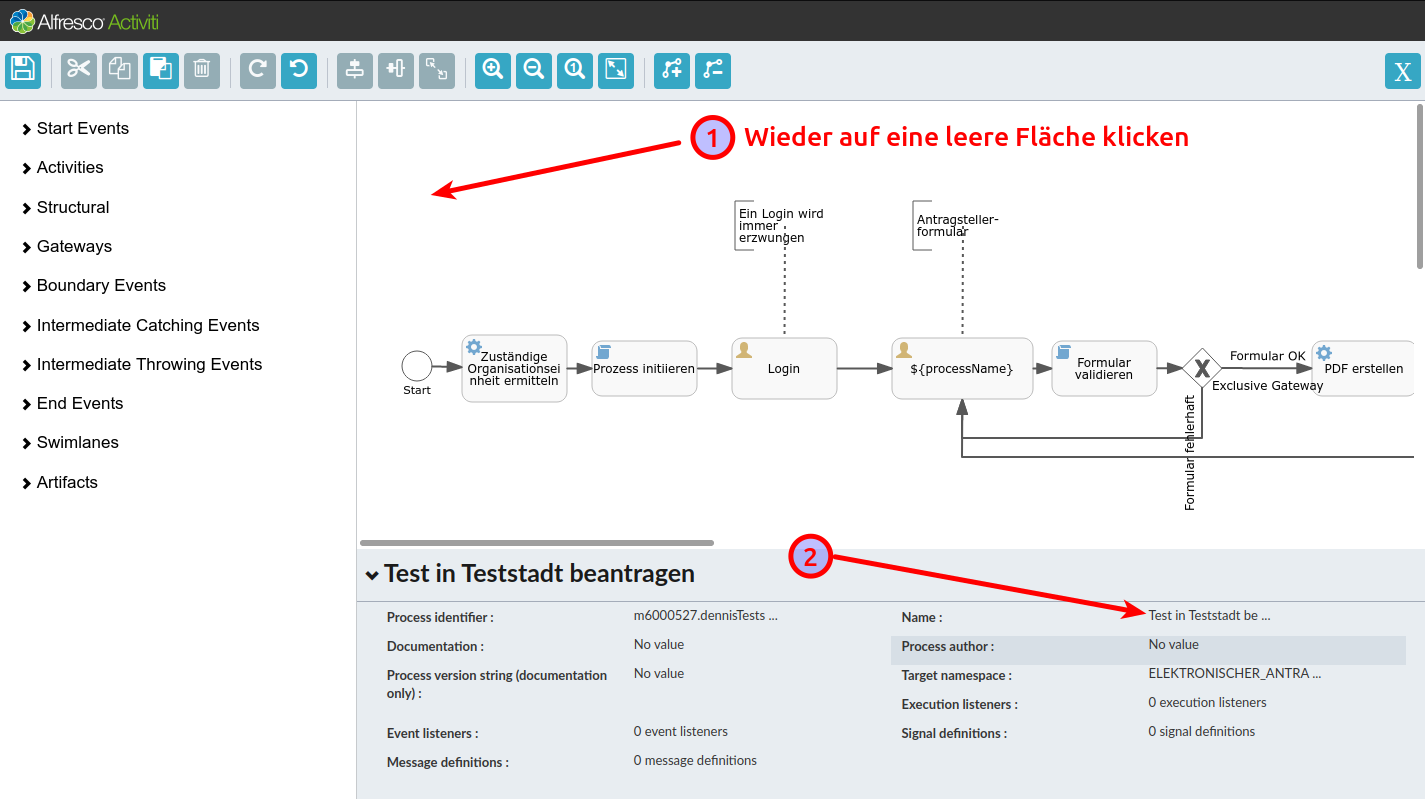 Alfresco Activiti
1
X
Start Events
Activities
Structural
Gateways
Boundary Events
Intermediate Catching Events
Intermediate Throwing Events
End Events
Swimlanes
Artifacts
1 Wieder auf eine leere Fläche klicken
Ein Login wird
immer
erzwungen
Antragsteller-
formular
Start
Zuständige
Organisationsei
nheit ermitteln
Prozess initiieren
Login
${processName}
Formular
validieren
X
Formular OK
Exclusive Gateway
Formular fehlerhaft
PDF erstellen
2
Test in Teststadt beantragen
Process identifier : m6000527.dennisTests ...
Name : Test in Teststadt be ...
Documentation : No value
Process author : No value
Process version string (documentation
only) : No value
Target namespace : ELEKTRONISCHER_ANTRA ...
Execution listeners : 0 execution listeners
Event listeners : 0 event listeners
Signal definitions : 0 signal definitions
Message definitions : 0 message definitions